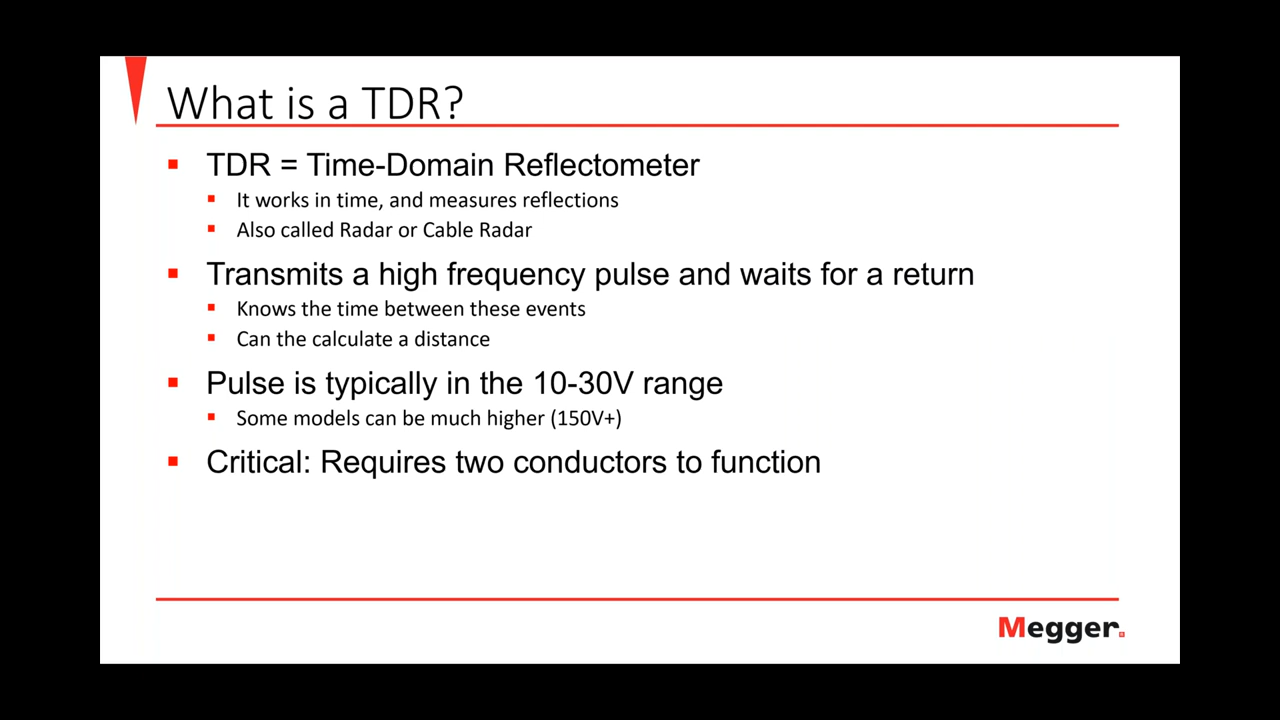 What is a TDR?
TDR = Time-Domain Reflectometer
It works in time, and measures reflections
Also called Radar or Cable Radar
Transmits a high frequency pulse and waits for a return
Knows the time between these events
Can the calculate a distance
Pulse is typically in the 10-30V range
Some models can be much higher (150V+)
Critical: Requires two conductors to function
Megger.